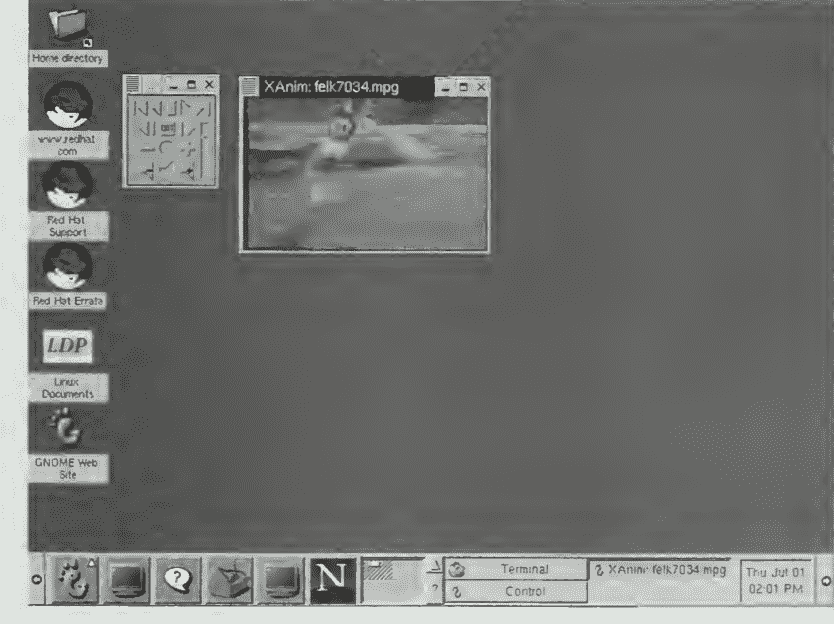 Home directory
XAnim: felk7034.mpg
www.redhat
com
Red Hat
Support
Red Hat Errata
LDP
Linux
Documents
GNOME Web
Site
?
N
Terminal
Control
XAnim: felk7034 mpg
Thu Jul 01
02:01 PM